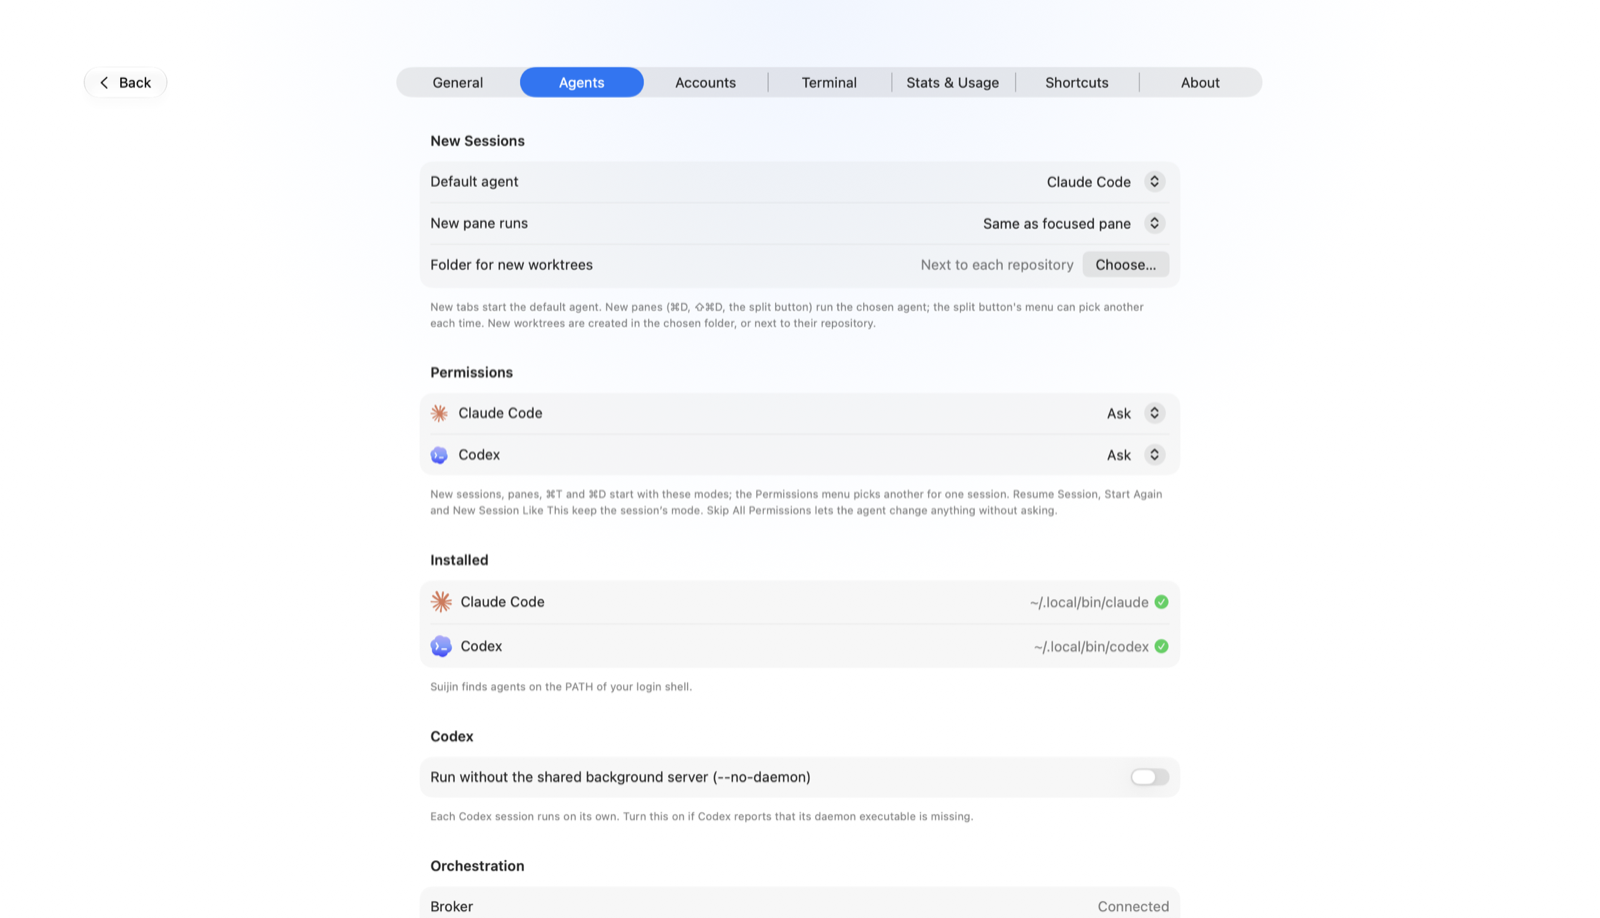 Back
General
Agents
Accounts
Terminal
Stats & Usage
Shortcuts
About
New Sessions
Default agent
Claude Code
New pane runs
Same as focused pane
Folder for new worktrees
Next to each repository
Choose...
New tabs start the default agent. New panes (⌘D, ⇧⌘D, the split button) run the chosen agent; the split button's menu can pick another
each time. New worktrees are created in the chosen folder, or next to their repository.
Permissions
Claude Code
Ask
Codex
Ask
New sessions, panes, ⌘T and ⌘D start with these modes; the Permissions menu picks another for one session. Resume Session, Start Again
and New Session Like This keep the session's mode. Skip All Permissions lets the agent change anything without asking.
Installed
Claude Code
~/.local/bin/claude
Codex
~/.local/bin/codex
Suijin finds agents on the PATH of your login shell.
Codex
Run without the shared background server (--no-daemon)
Each Codex session runs on its own. Turn this on if Codex reports that its daemon executable is missing.
Orchestration
Broker
Connected